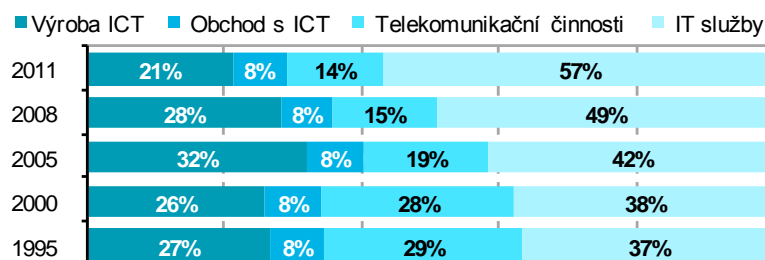 Výroba ICT Obchod s ICT Telekomunikační činnosti IT služby
2011 21% 8% 14% 57%
2008 28% 8% 15% 49%
2005 32% 8% 19% 42%
2000 26% 8% 28% 38%
1995 27% 8% 29% 37%